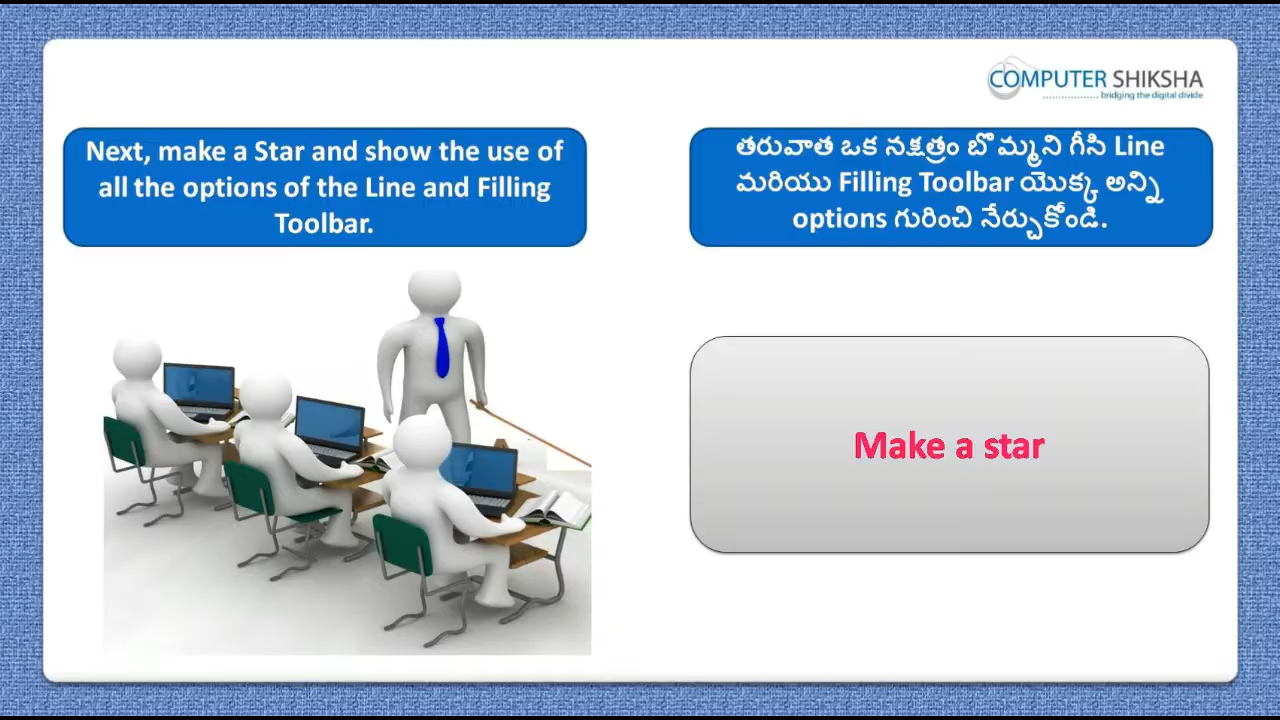 COMPUTER SHIKSHA
bridging the digital divide
Next, make a Star and show the use of
all the options of the Line and Filling
Toolbar.
తరువాత ఒక నక్షత్రం బొమ్మని గీసి Line
మరియు Filling Toolbar యొక్క అన్ని
options గురించి నేర్చుకోండి.
Make a star